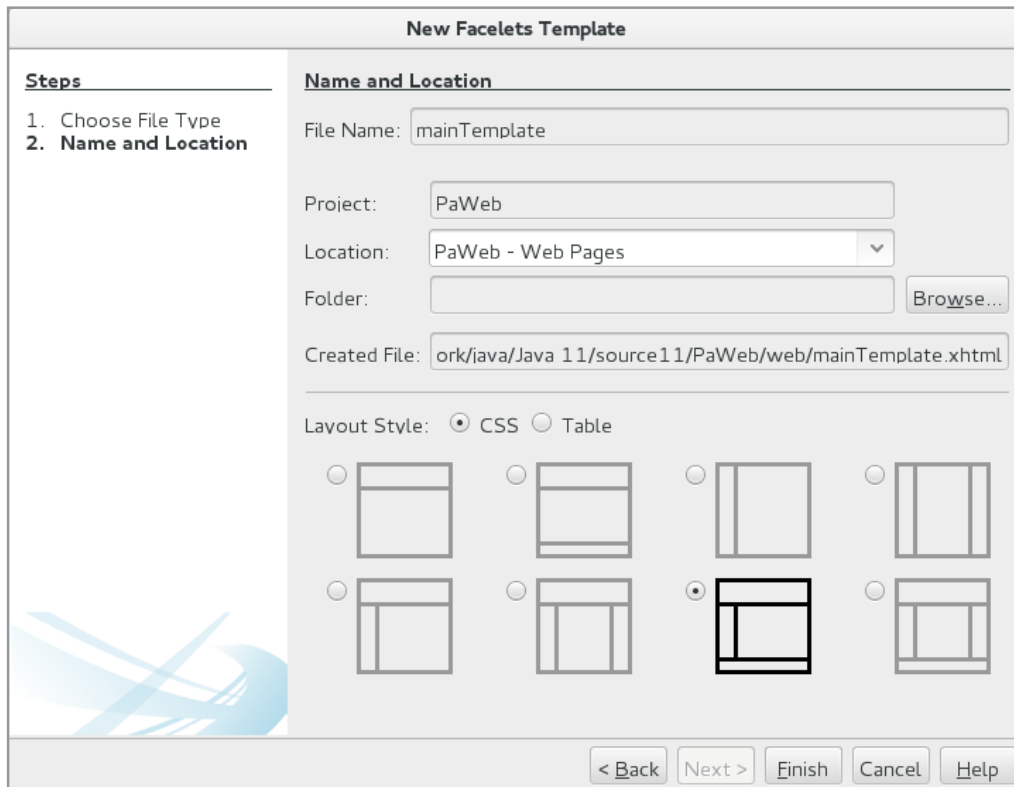 New Facelets Template
Steps
1. Choose File Type
2. Name and Location
Name and Location
File Name: mainTemplate
Project: PaWeb
Location: PaWeb - Web Pages
Folder: Browse...
Created File: ork/java/Java 11/source11/PaWeb/web/mainTemplate.xhtml
Layout Style: CSS Table
< Back Next > Finish Cancel Help